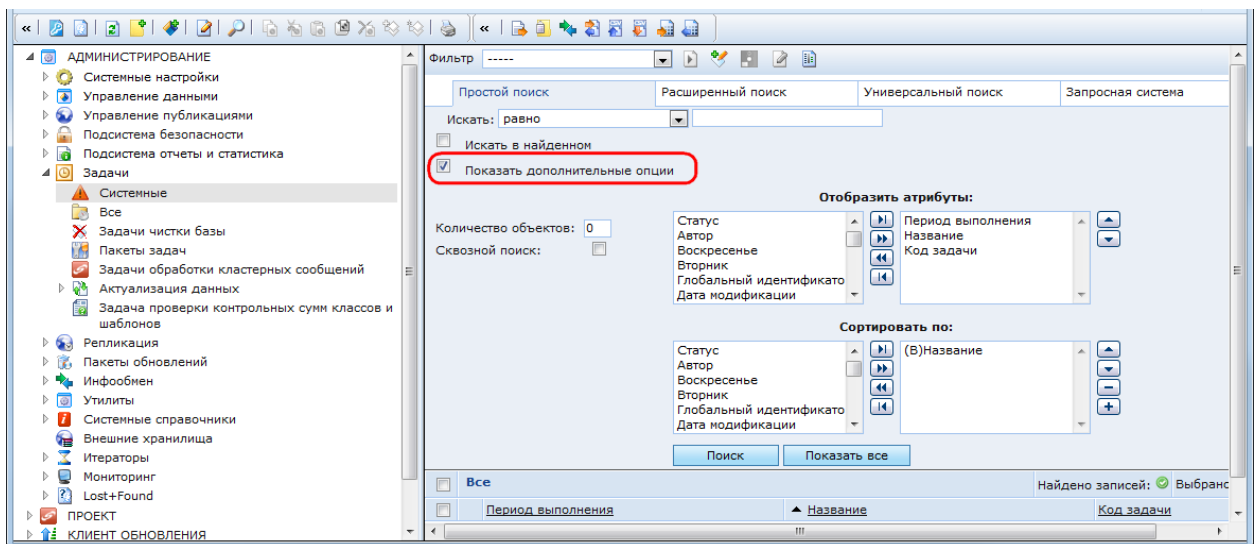 АДМИНИСТРИРОВАНИЕ
Системные настройки
Управление данными
Управление публикациями
Подсистема безопасности
Подсистема отчеты и статистика
Задачи
Системные
Все
Задачи чистки базы
Пакеты задач
Задачи обработки кластерных сообщений
Актуализация данных
Задача проверки контрольных сумм классов и
шаблонов
Репликация
Пакеты обновлений
Инфообмен
Утилиты
Системные справочники
Внешние хранилища
Итераторы
Мониторинг
Lost+Found
ПРОЕКТ
КЛИЕНТ ОБНОВЛЕНИЯ
Фильтр -----
Простой поиск Расширенный поиск Универсальный поиск Запросная система
Искать: равно
Искать в найденном
Показать дополнительные опции
Отобразить атрибуты:
Количество объектов: 0
Сквозной поиск:
Статус
Автор
Воскресенье
Вторник
Глобальный идентификато
Дата модификации
Период выполнения
Название
Код задачи
Сортировать по:
Статус
Автор
Воскресенье
Вторник
Глобальный идентификато
Дата модификации
(В)Название
Поиск Показать все
Все Найдено записей: Выбрано
Период выполнения Название Код задачи